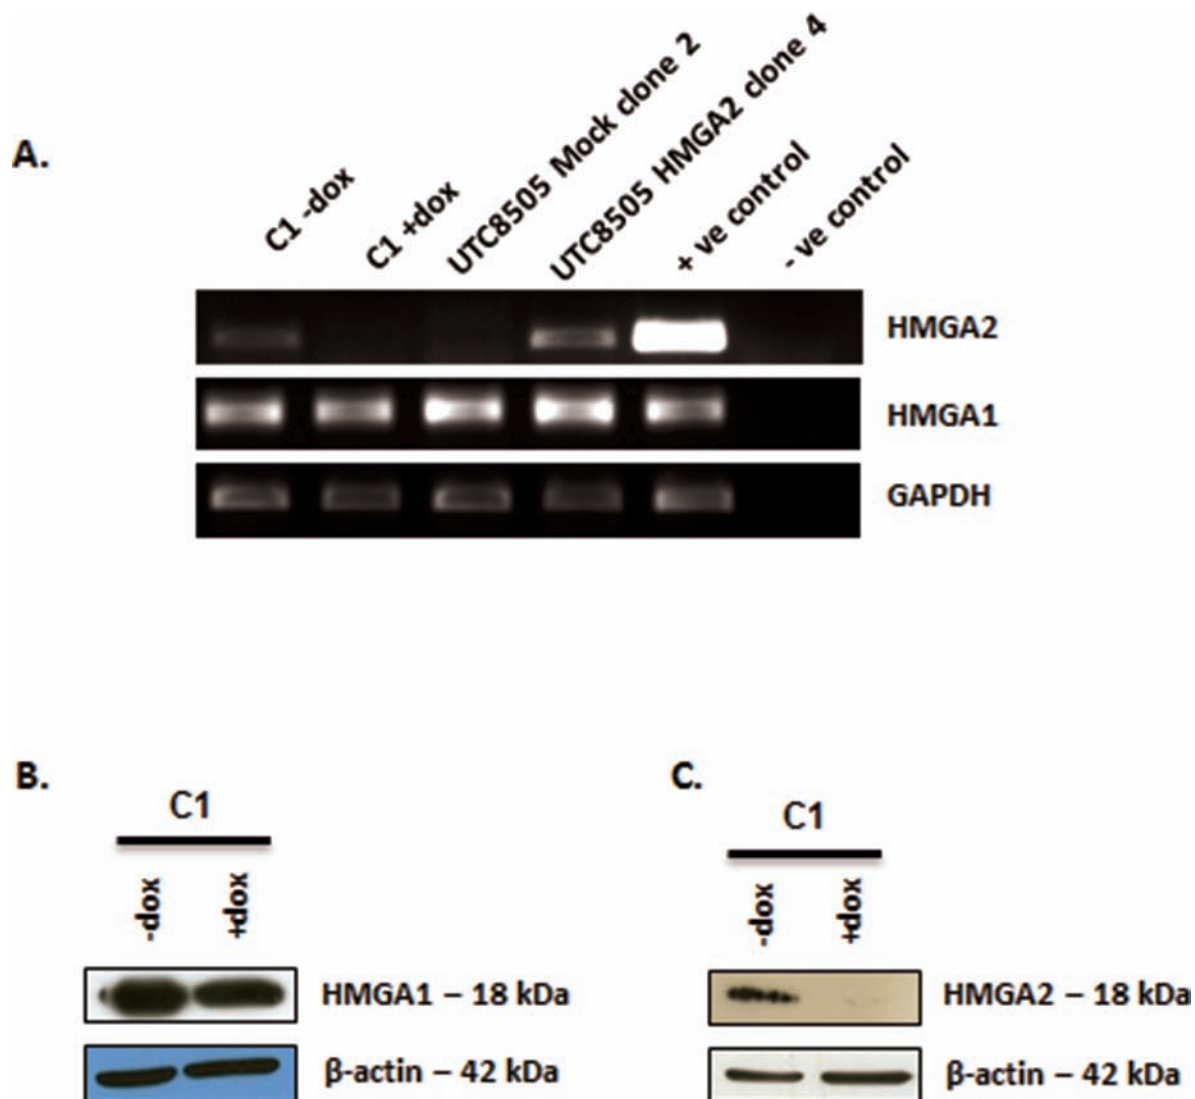 A.
C1 -dox
C1 +dox
UTC8505 Mock clone 2
UTC8505 HMGA2 clone 4
+ ve control
- ve control
HMGA2
HMGA1
GAPDH
B.
C1
-dox
+dox
HMGA1 – 18 kDa
β-actin – 42 kDa
C.
C1
-dox
+dox
HMGA2 – 18 kDa
β-actin – 42 kDa